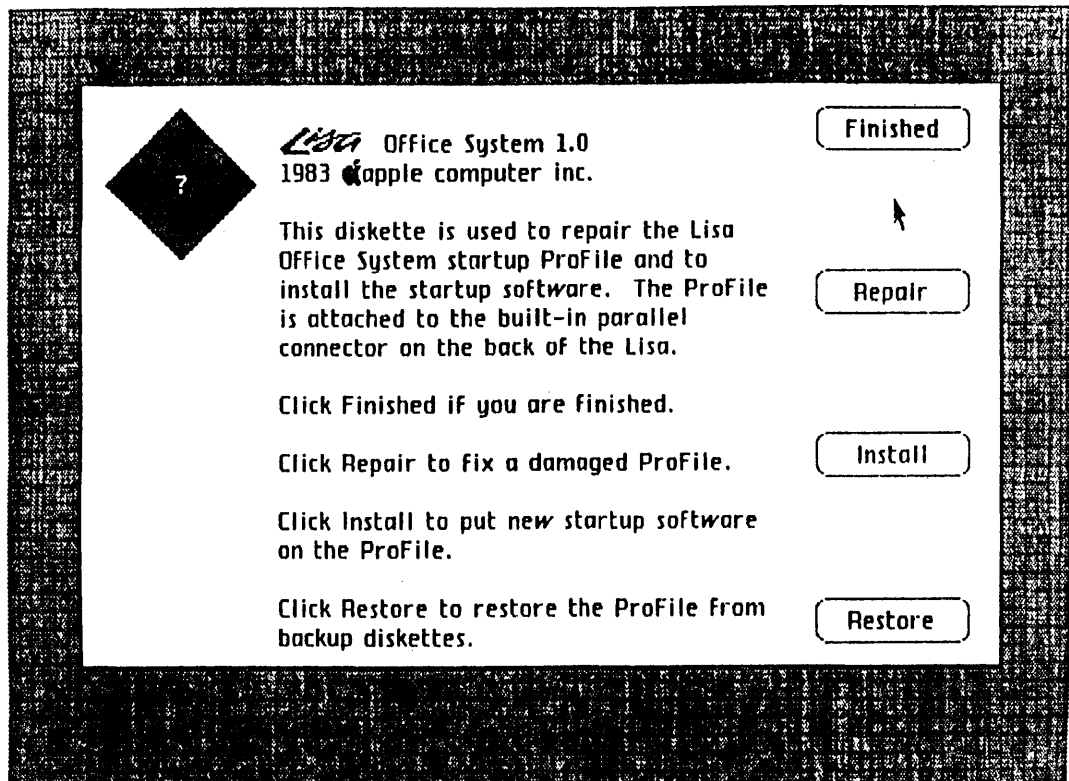 ?
Lisa Office System 1.0
1983 apple computer inc.
This diskette is used to repair the Lisa
Office System startup ProFile and to
install the startup software. The ProFile
is attached to the built-in parallel
connector on the back of the Lisa.
Click Finished if you are finished.
Click Repair to fix a damaged ProFile.
Click Install to put new startup software
on the ProFile.
Click Restore to restore the ProFile from
backup diskettes.
Finished
Repair
Install
Restore